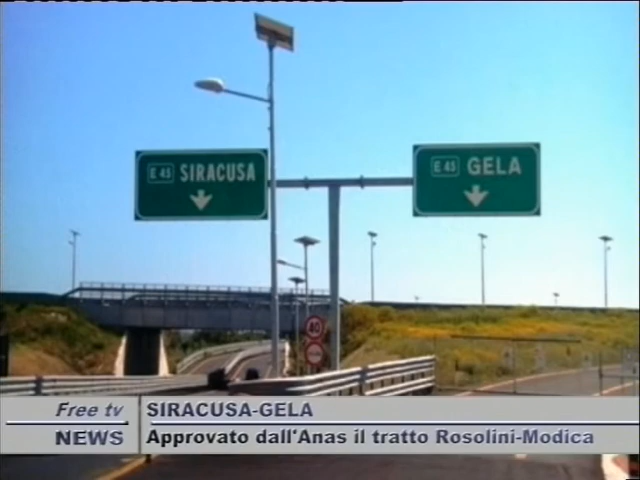 E 45 SIRACUSA
E 45 GELA
40
Free tv
NEWS
SIRACUSA-GELA
Approvato dall'Anas il tratto Rosolini-Modica